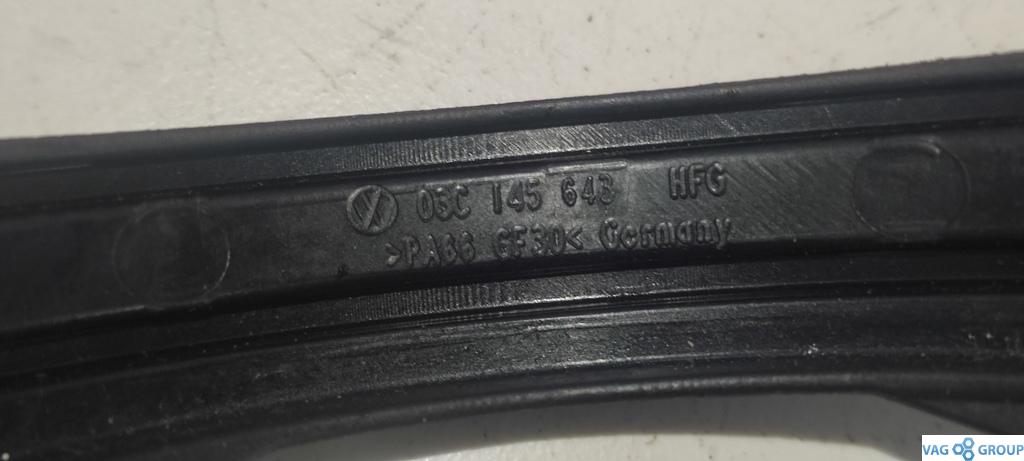 03C 145 643 HFG
>PA66 GF30< Germany
VAG GROUP